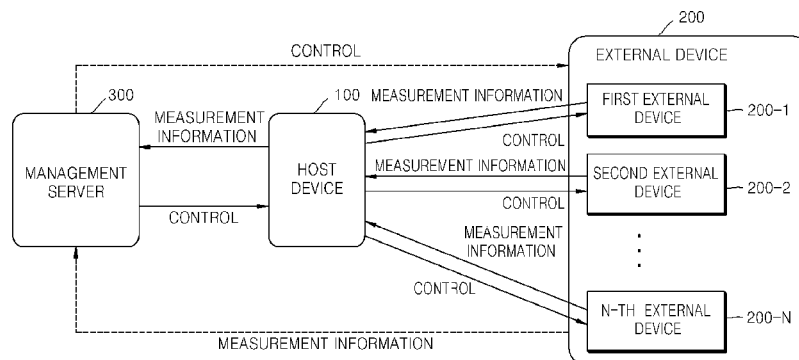 200
CONTROL
EXTERNAL DEVICE
300
100
MEASUREMENT INFORMATION
FIRST EXTERNAL
DEVICE
200-1
MEASUREMENT
INFORMATION
CONTROL
MANAGEMENT
SERVER
HOST
DEVICE
MEASUREMENT INFORMATION
SECOND EXTERNAL
DEVICE
200-2
CONTROL
CONTROL
MEASUREMENT
INFORMATION
CONTROL
N-TH EXTERNAL
DEVICE
200-N
MEASUREMENT INFORMATION